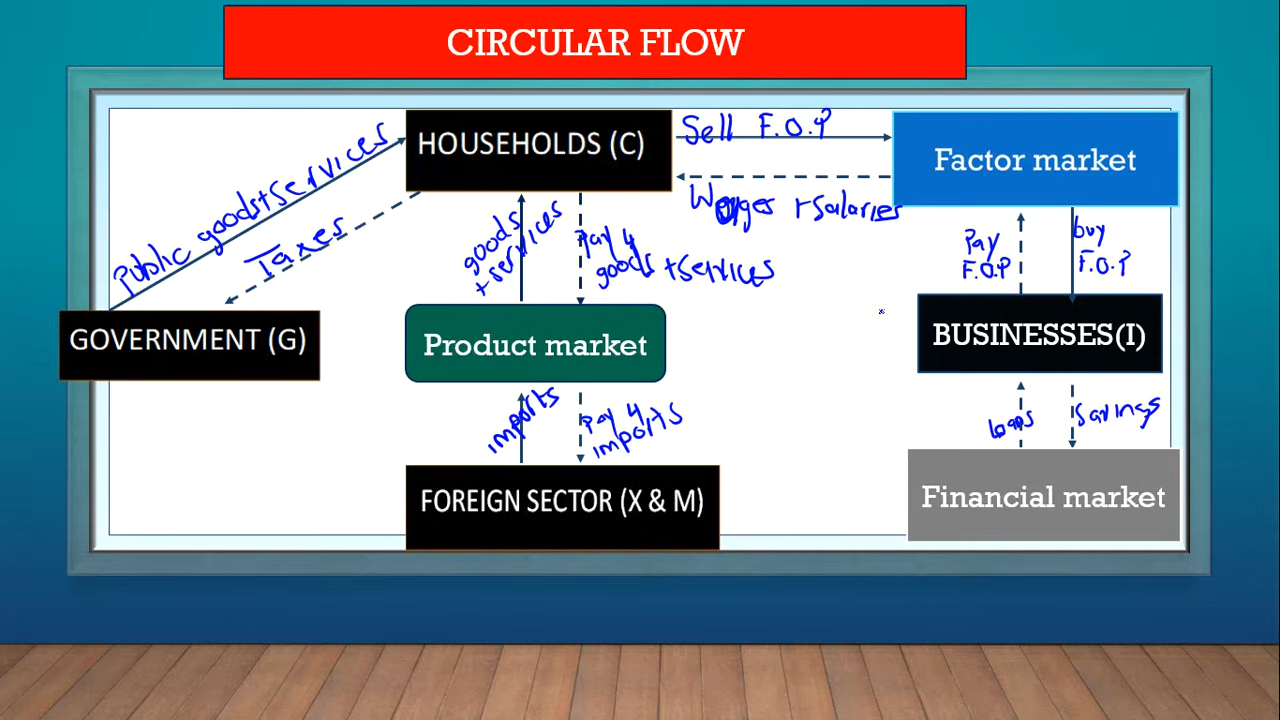 CIRCULAR FLOW
HOUSEHOLDS (C)
Sell F.O.P
Factor market
Wages + Salaries
Public goods + Services
Taxes
goods
+ services
Pay 4
goods + services
Pay
F.O.P
buy
F.O.P
GOVERNMENT (G)
Product market
BUSINESSES(I)
imports
Pay 4
imports
loans
Savings
FOREIGN SECTOR (X & M)
Financial market